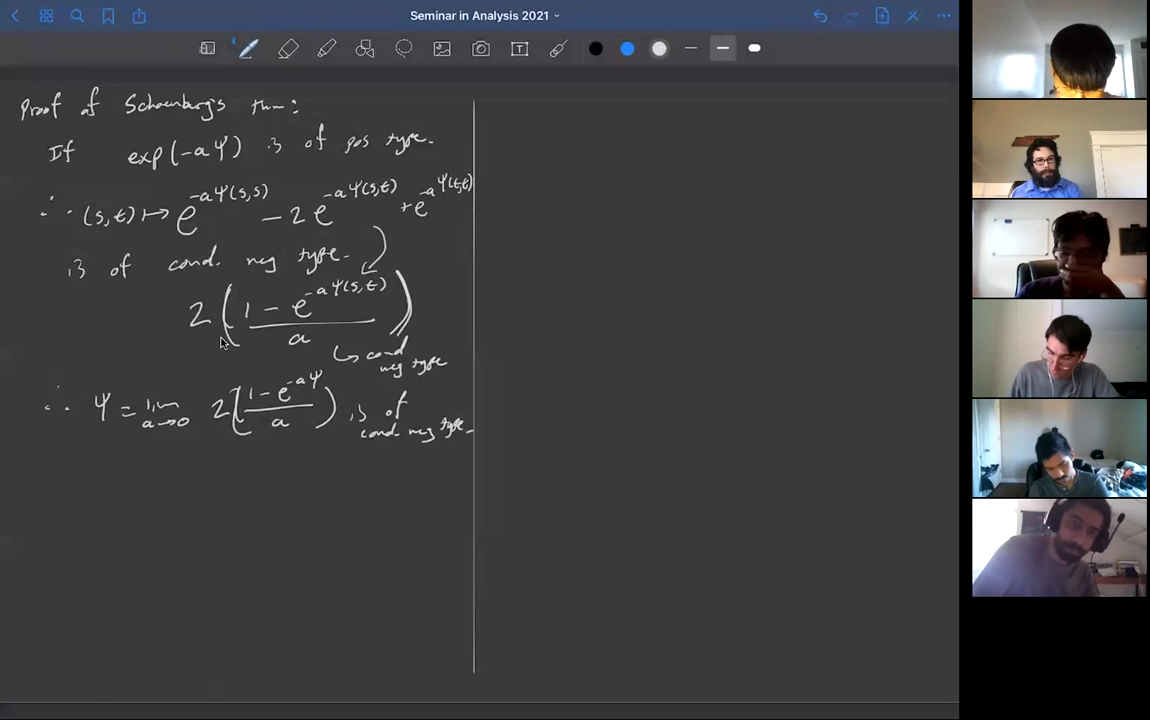 Seminar in Analysis 2021
Proof of Schoenberg's thm:
If exp(-aψ) is of pos type.
∴ (s,t) ↦ e^{-aψ(s,s)} - 2e^{-aψ(s,t)} + e^{-aψ(t,t)}
is of cond. neg type.
2((1 - e^{-aψ(s,t)})/a)
↳ cond
neg type
∴ ψ = lim_{a→0} 2((1 - e^{-aψ})/a) is of
cond. neg type.